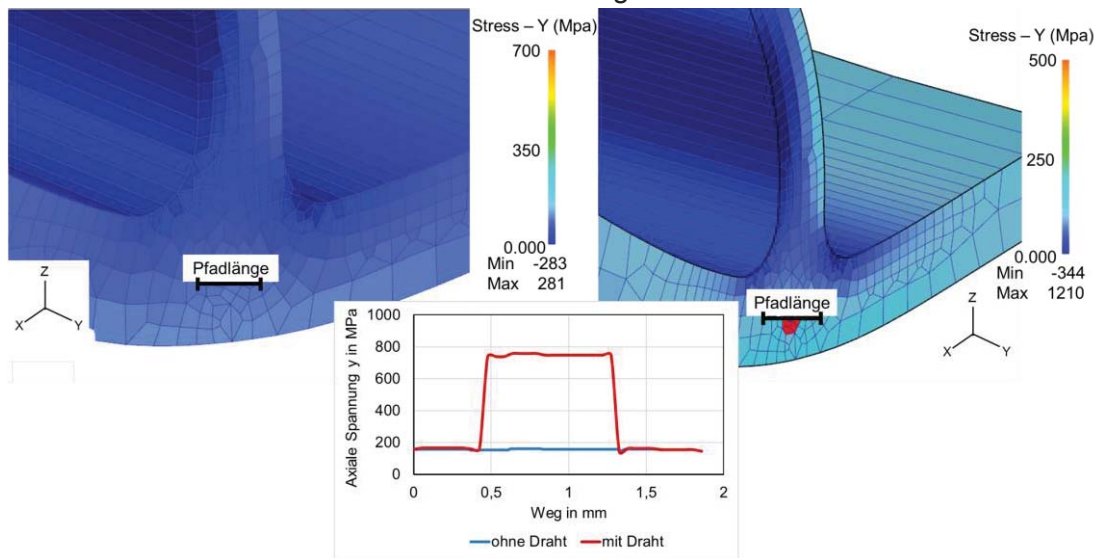 Stress – Y (Mpa)
700
350
0.000
Min -283
Max 281
Pfadlänge
Z
X
Y
Stress – Y (Mpa)
500
250
0.000
Min -344
Max 1210
Pfadlänge
Z
X
Y
Axiale Spannung y in MPa
1000
800
600
400
200
0
0
0,5
1
1,5
2
Weg in mm
ohne Draht
mit Draht